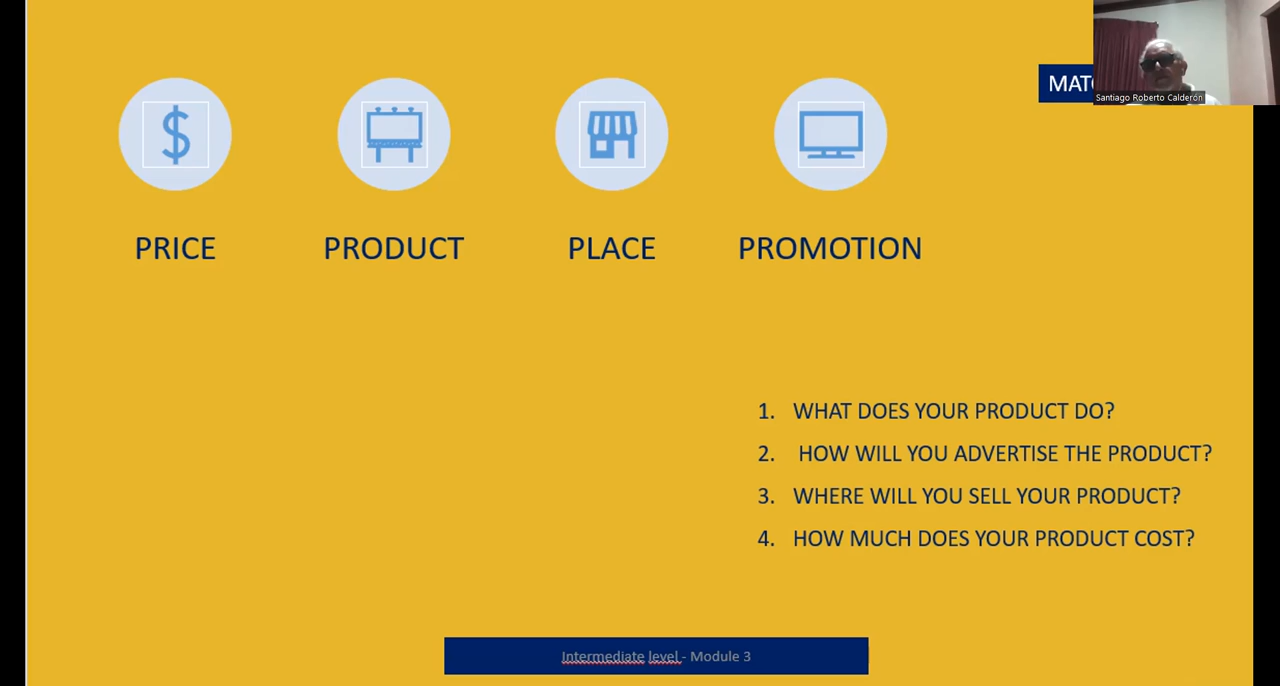 MATC
Santiago Roberto Calderón
$
PRICE PRODUCT PLACE PROMOTION
1. WHAT DOES YOUR PRODUCT DO?
2. HOW WILL YOU ADVERTISE THE PRODUCT?
3. WHERE WILL YOU SELL YOUR PRODUCT?
4. HOW MUCH DOES YOUR PRODUCT COST?
Intermediate level - Module 3